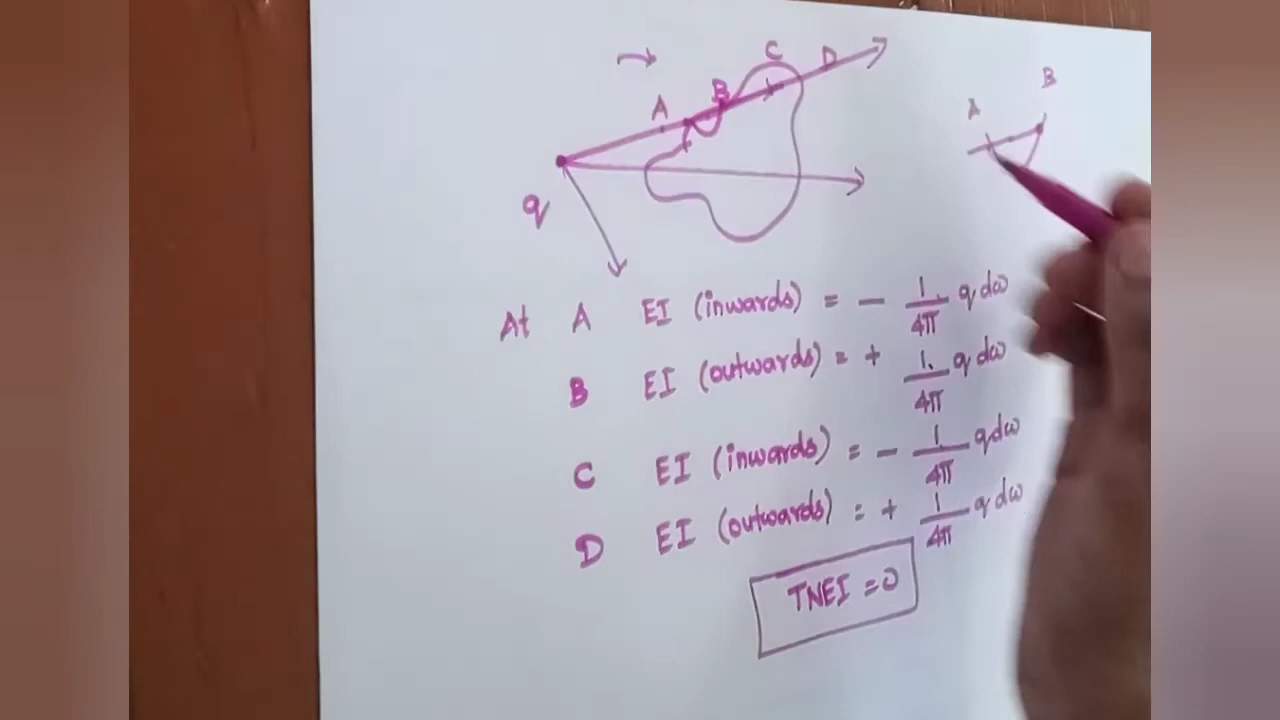 C
D
B
A
A
B
q
At A EI (inwards) = - 1/4π q dω
B EI (outwards) = + 1/4π q dω
C EI (inwards) = - 1/4π q dω
D EI (outwards) = + 1/4π q dω
TNEI = 0